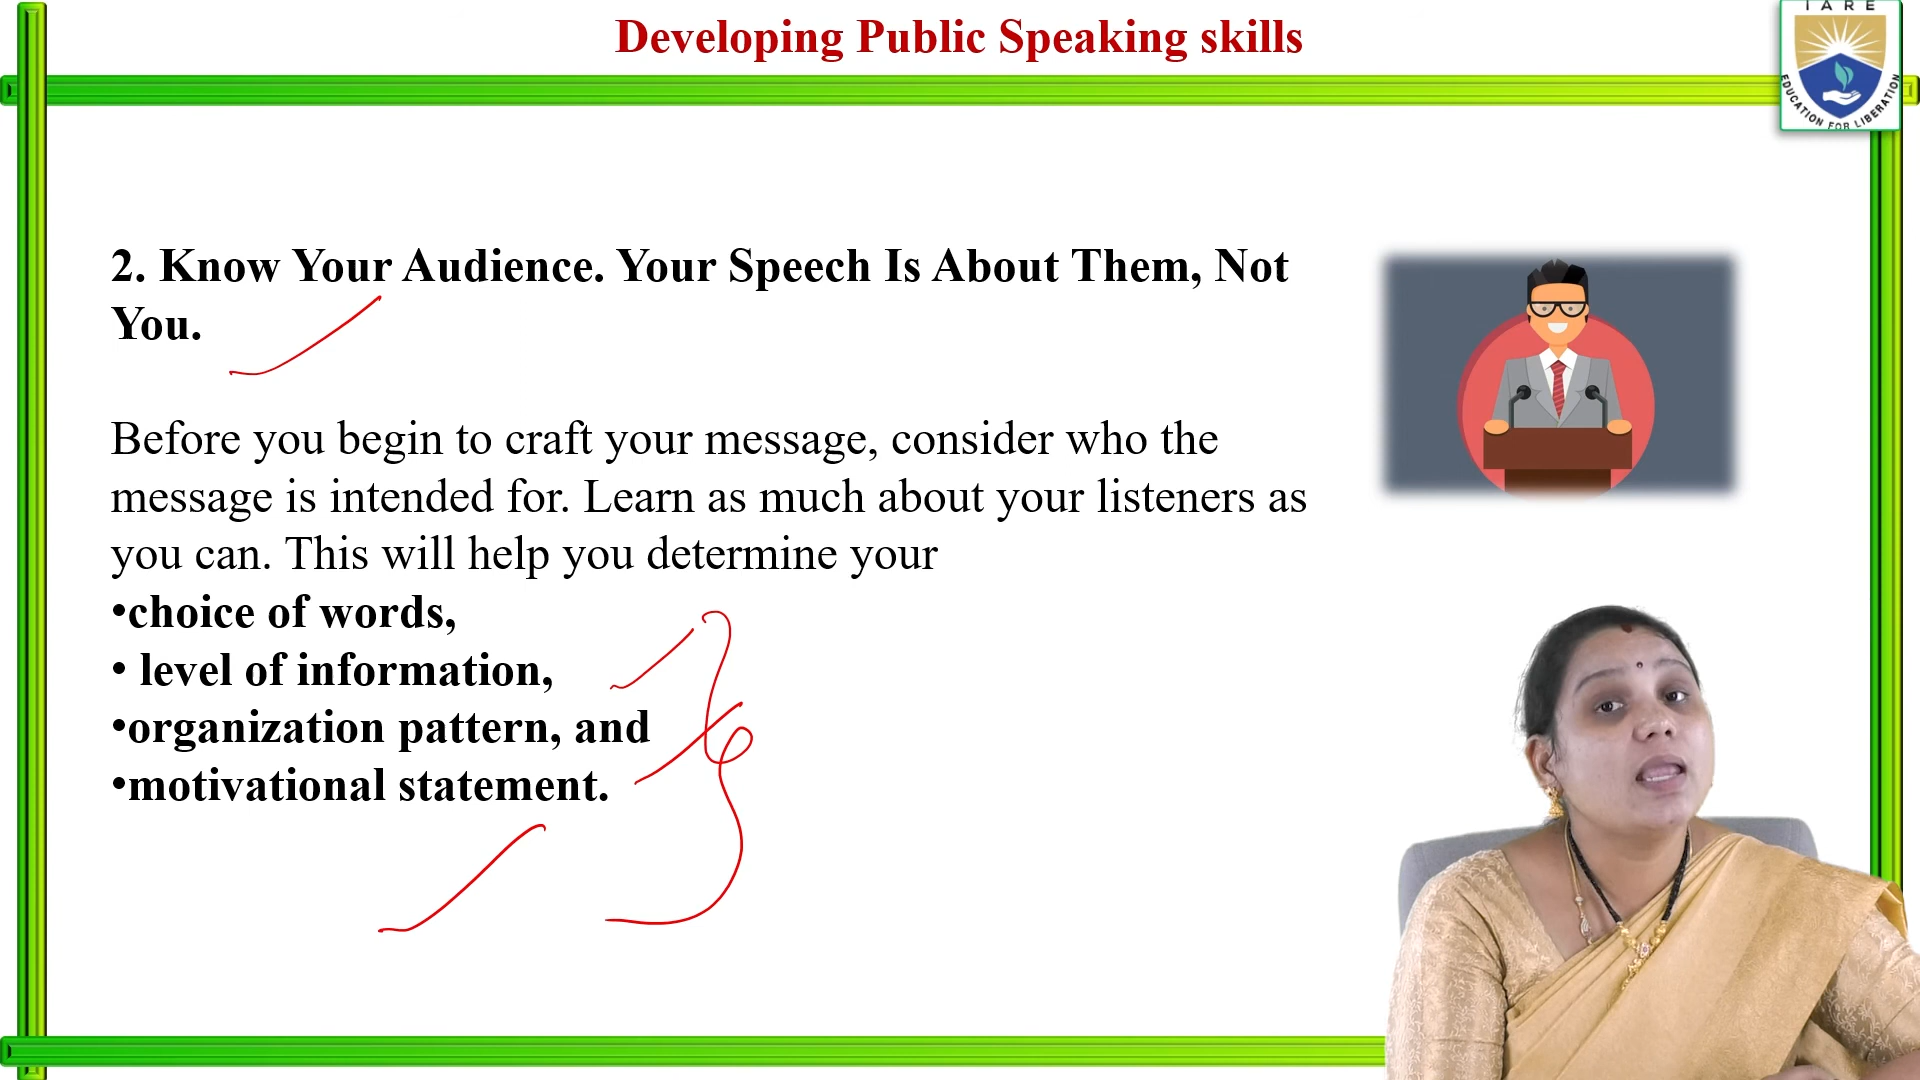 Developing Public Speaking skills
IARE
EDUCATION FOR LIBERATION
2. Know Your Audience. Your Speech Is About Them, Not
You.
Before you begin to craft your message, consider who the
message is intended for. Learn as much about your listeners as
you can. This will help you determine your
•choice of words,
• level of information,
•organization pattern, and
•motivational statement.